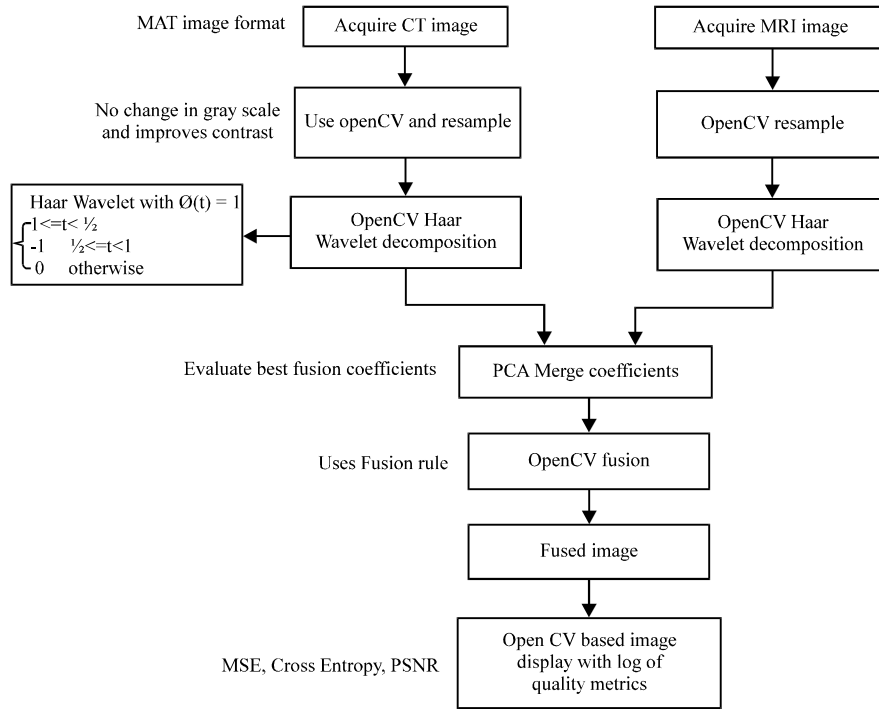 MAT image format
Acquire CT image
Acquire MRI image
No change in gray scale
and improves contrast
Use openCV and resample
OpenCV resample
Haar Wavelet with Ø(t) = 1
1<=t< ½
-1 ½<=t<1
0 otherwise
OpenCV Haar
Wavelet decomposition
OpenCV Haar
Wavelet decomposition
Evaluate best fusion coefficients
PCA Merge coefficients
Uses Fusion rule
OpenCV fusion
Fused image
MSE, Cross Entropy, PSNR
Open CV based image
display with log of
quality metrics